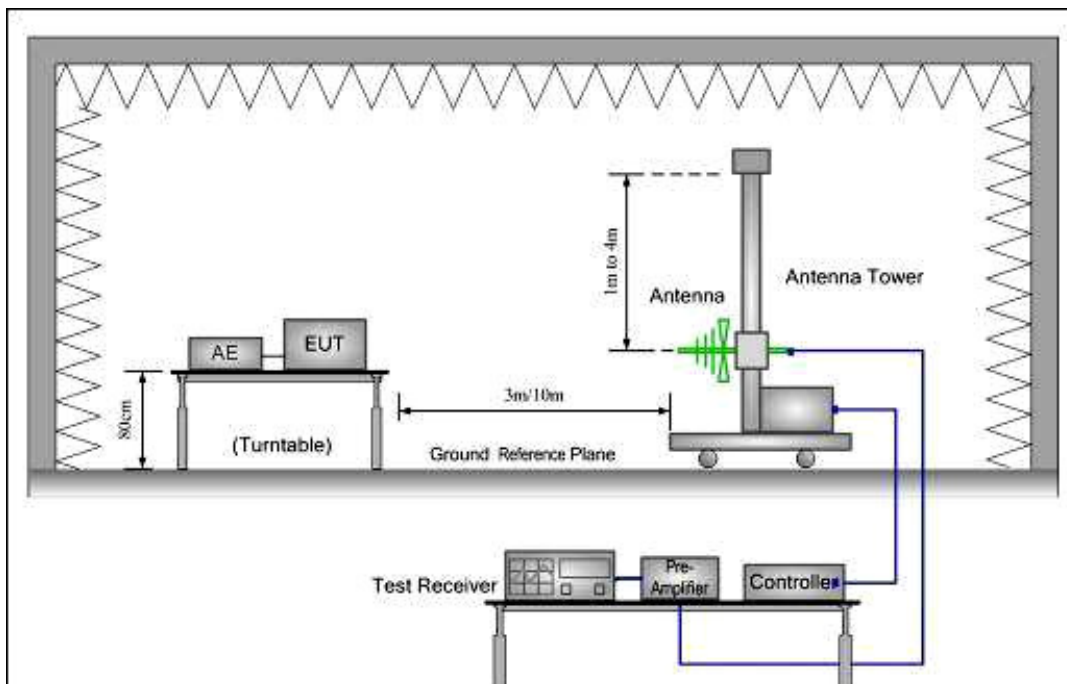 1m to 4m
Antenna Tower
Antenna
AE
EUT
80cm
3m/10m
(Turntable)
Ground Reference Plane
Test Receiver
Pre-
Amplifier
Controller